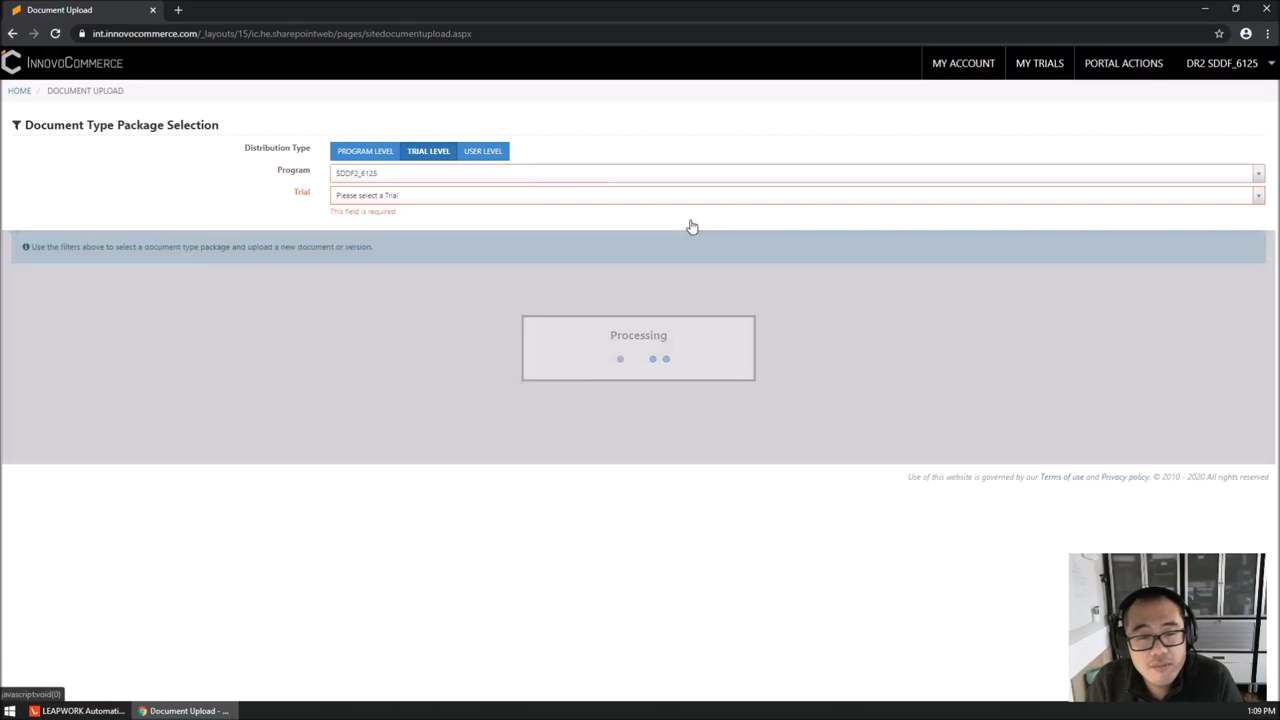 Document Upload
int.innovocommerce.com/_layouts/15/ic.he.sharepointweb/pages/sitedocumentupload.aspx
INNOVOCOMMERCE
MY ACCOUNT
MY TRIALS
PORTAL ACTIONS
DR2 SDDF_6125
HOME / DOCUMENT UPLOAD
Document Type Package Selection
Distribution Type
PROGRAM LEVEL
TRIAL LEVEL
USER LEVEL
Program
SDDF2_6125
Trial
Please select a Trial
This field is required
Use the filters above to select a document type package and upload a new document or version.
Processing
Use of this website is governed by our Terms of use and Privacy policy. © 2010 - 2020 All rights reserved
javascript:void(0)
LEAPWORK Automati...
Document Upload - ...
1:09 PM